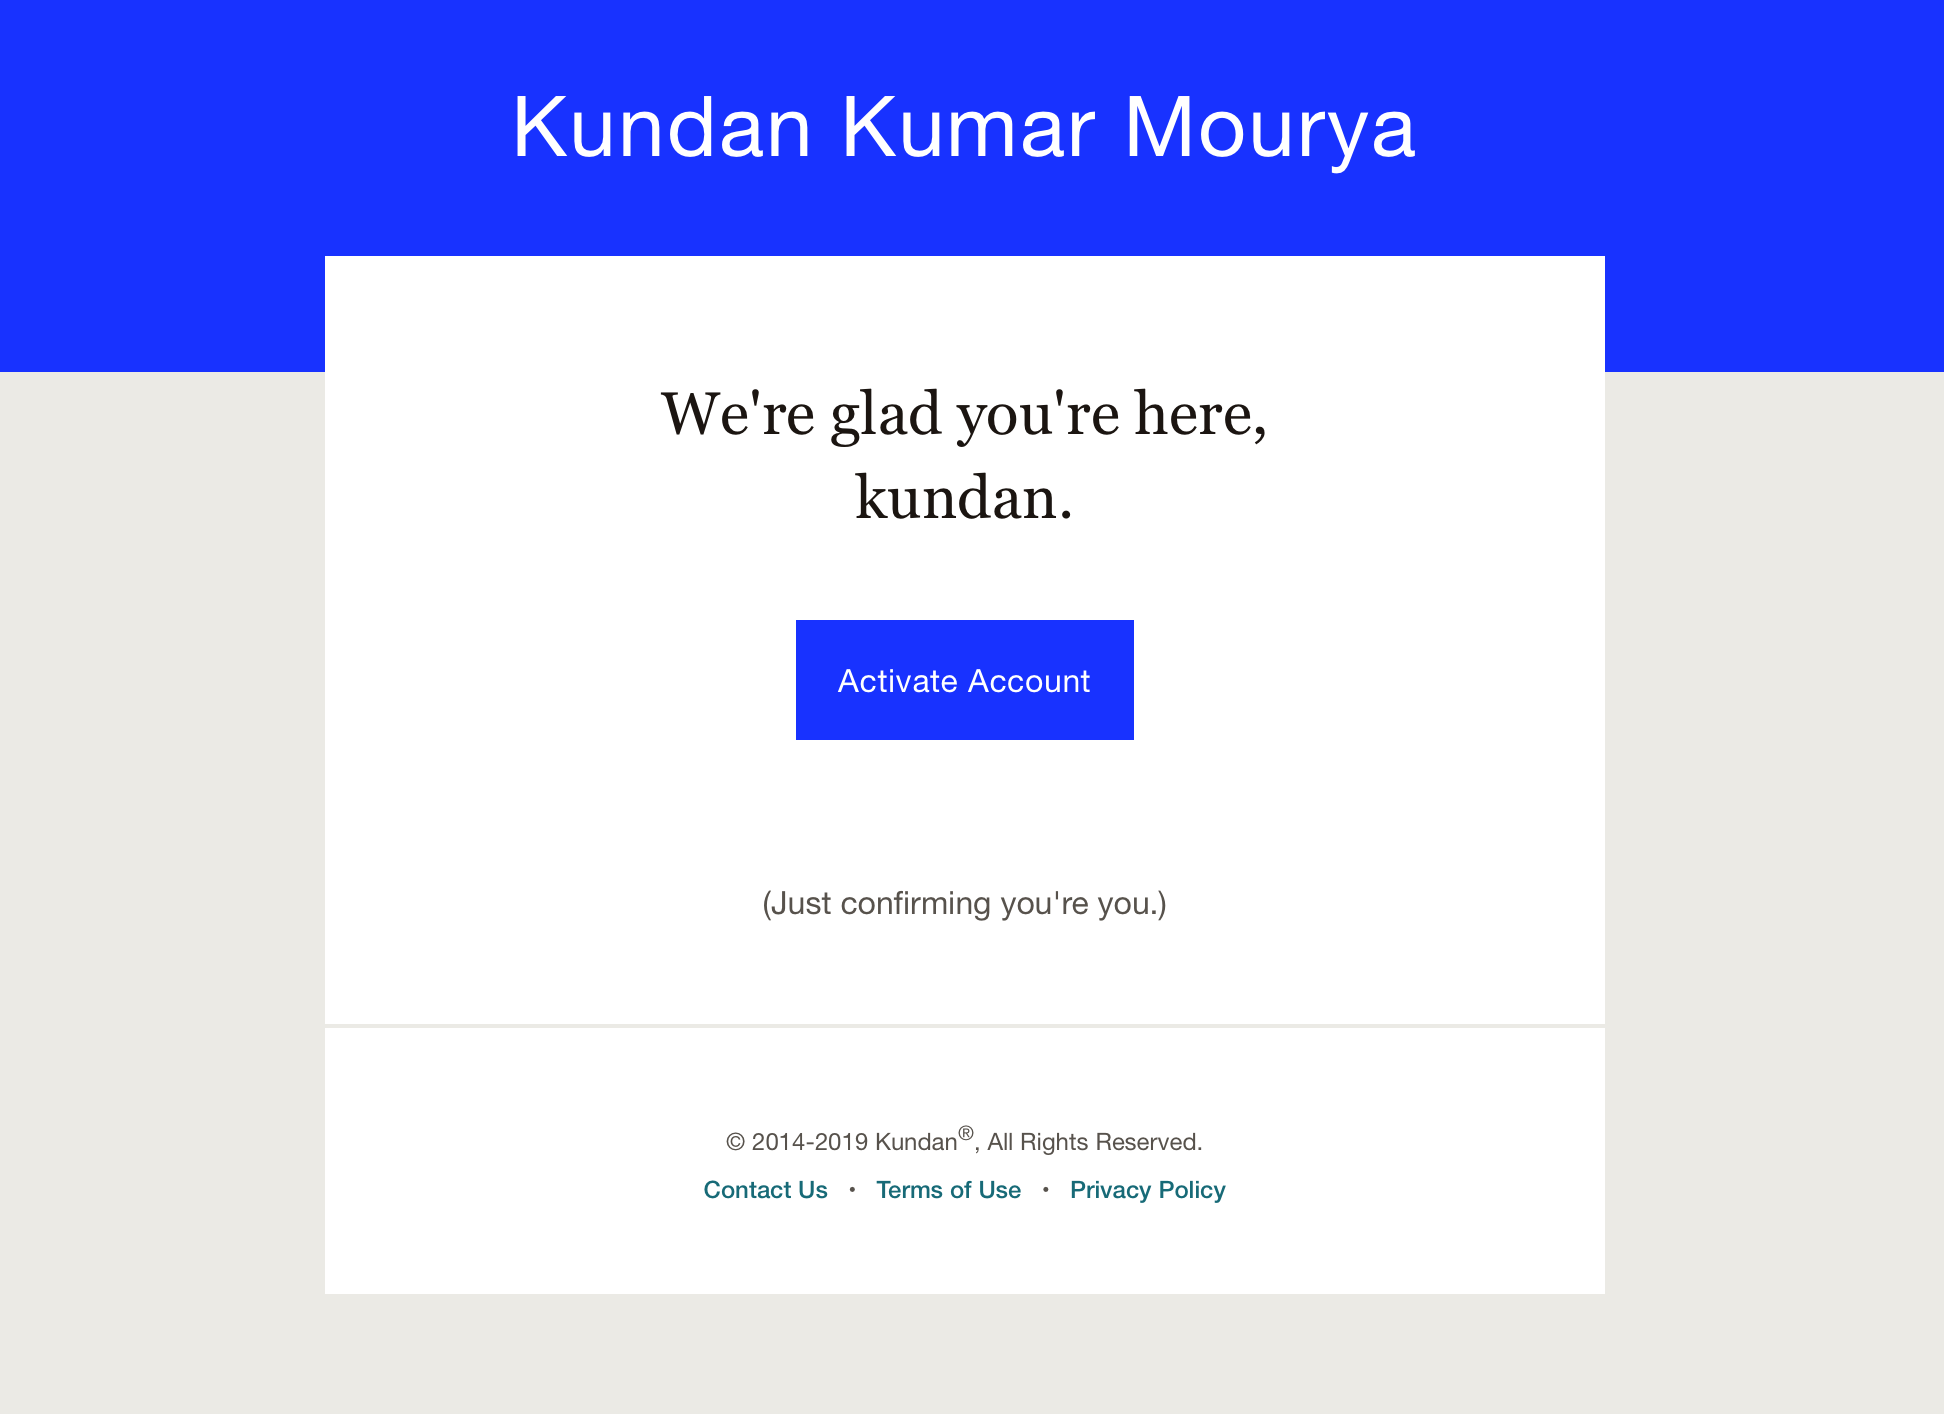 Kundan Kumar Mourya
We're glad you're here,
kundan.
Activate Account
(Just confirming you're you.)
© 2014-2019 Kundan®, All Rights Reserved.
Contact Us • Terms of Use • Privacy Policy